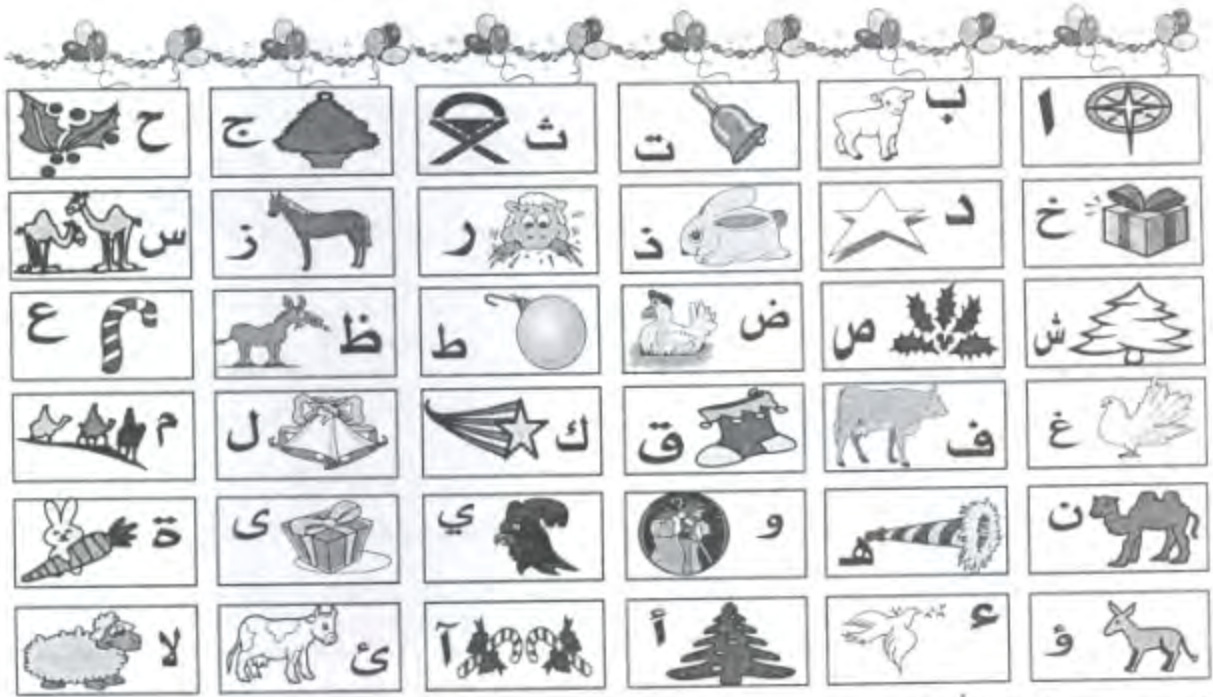 ا ب ت ث ج ح
خ د ذ ر ز س
ش ص ض ط ظ ع
غ ف ق ك ل م
ن هـ و ي ى ة
ؤ ء أ آ ئ لا